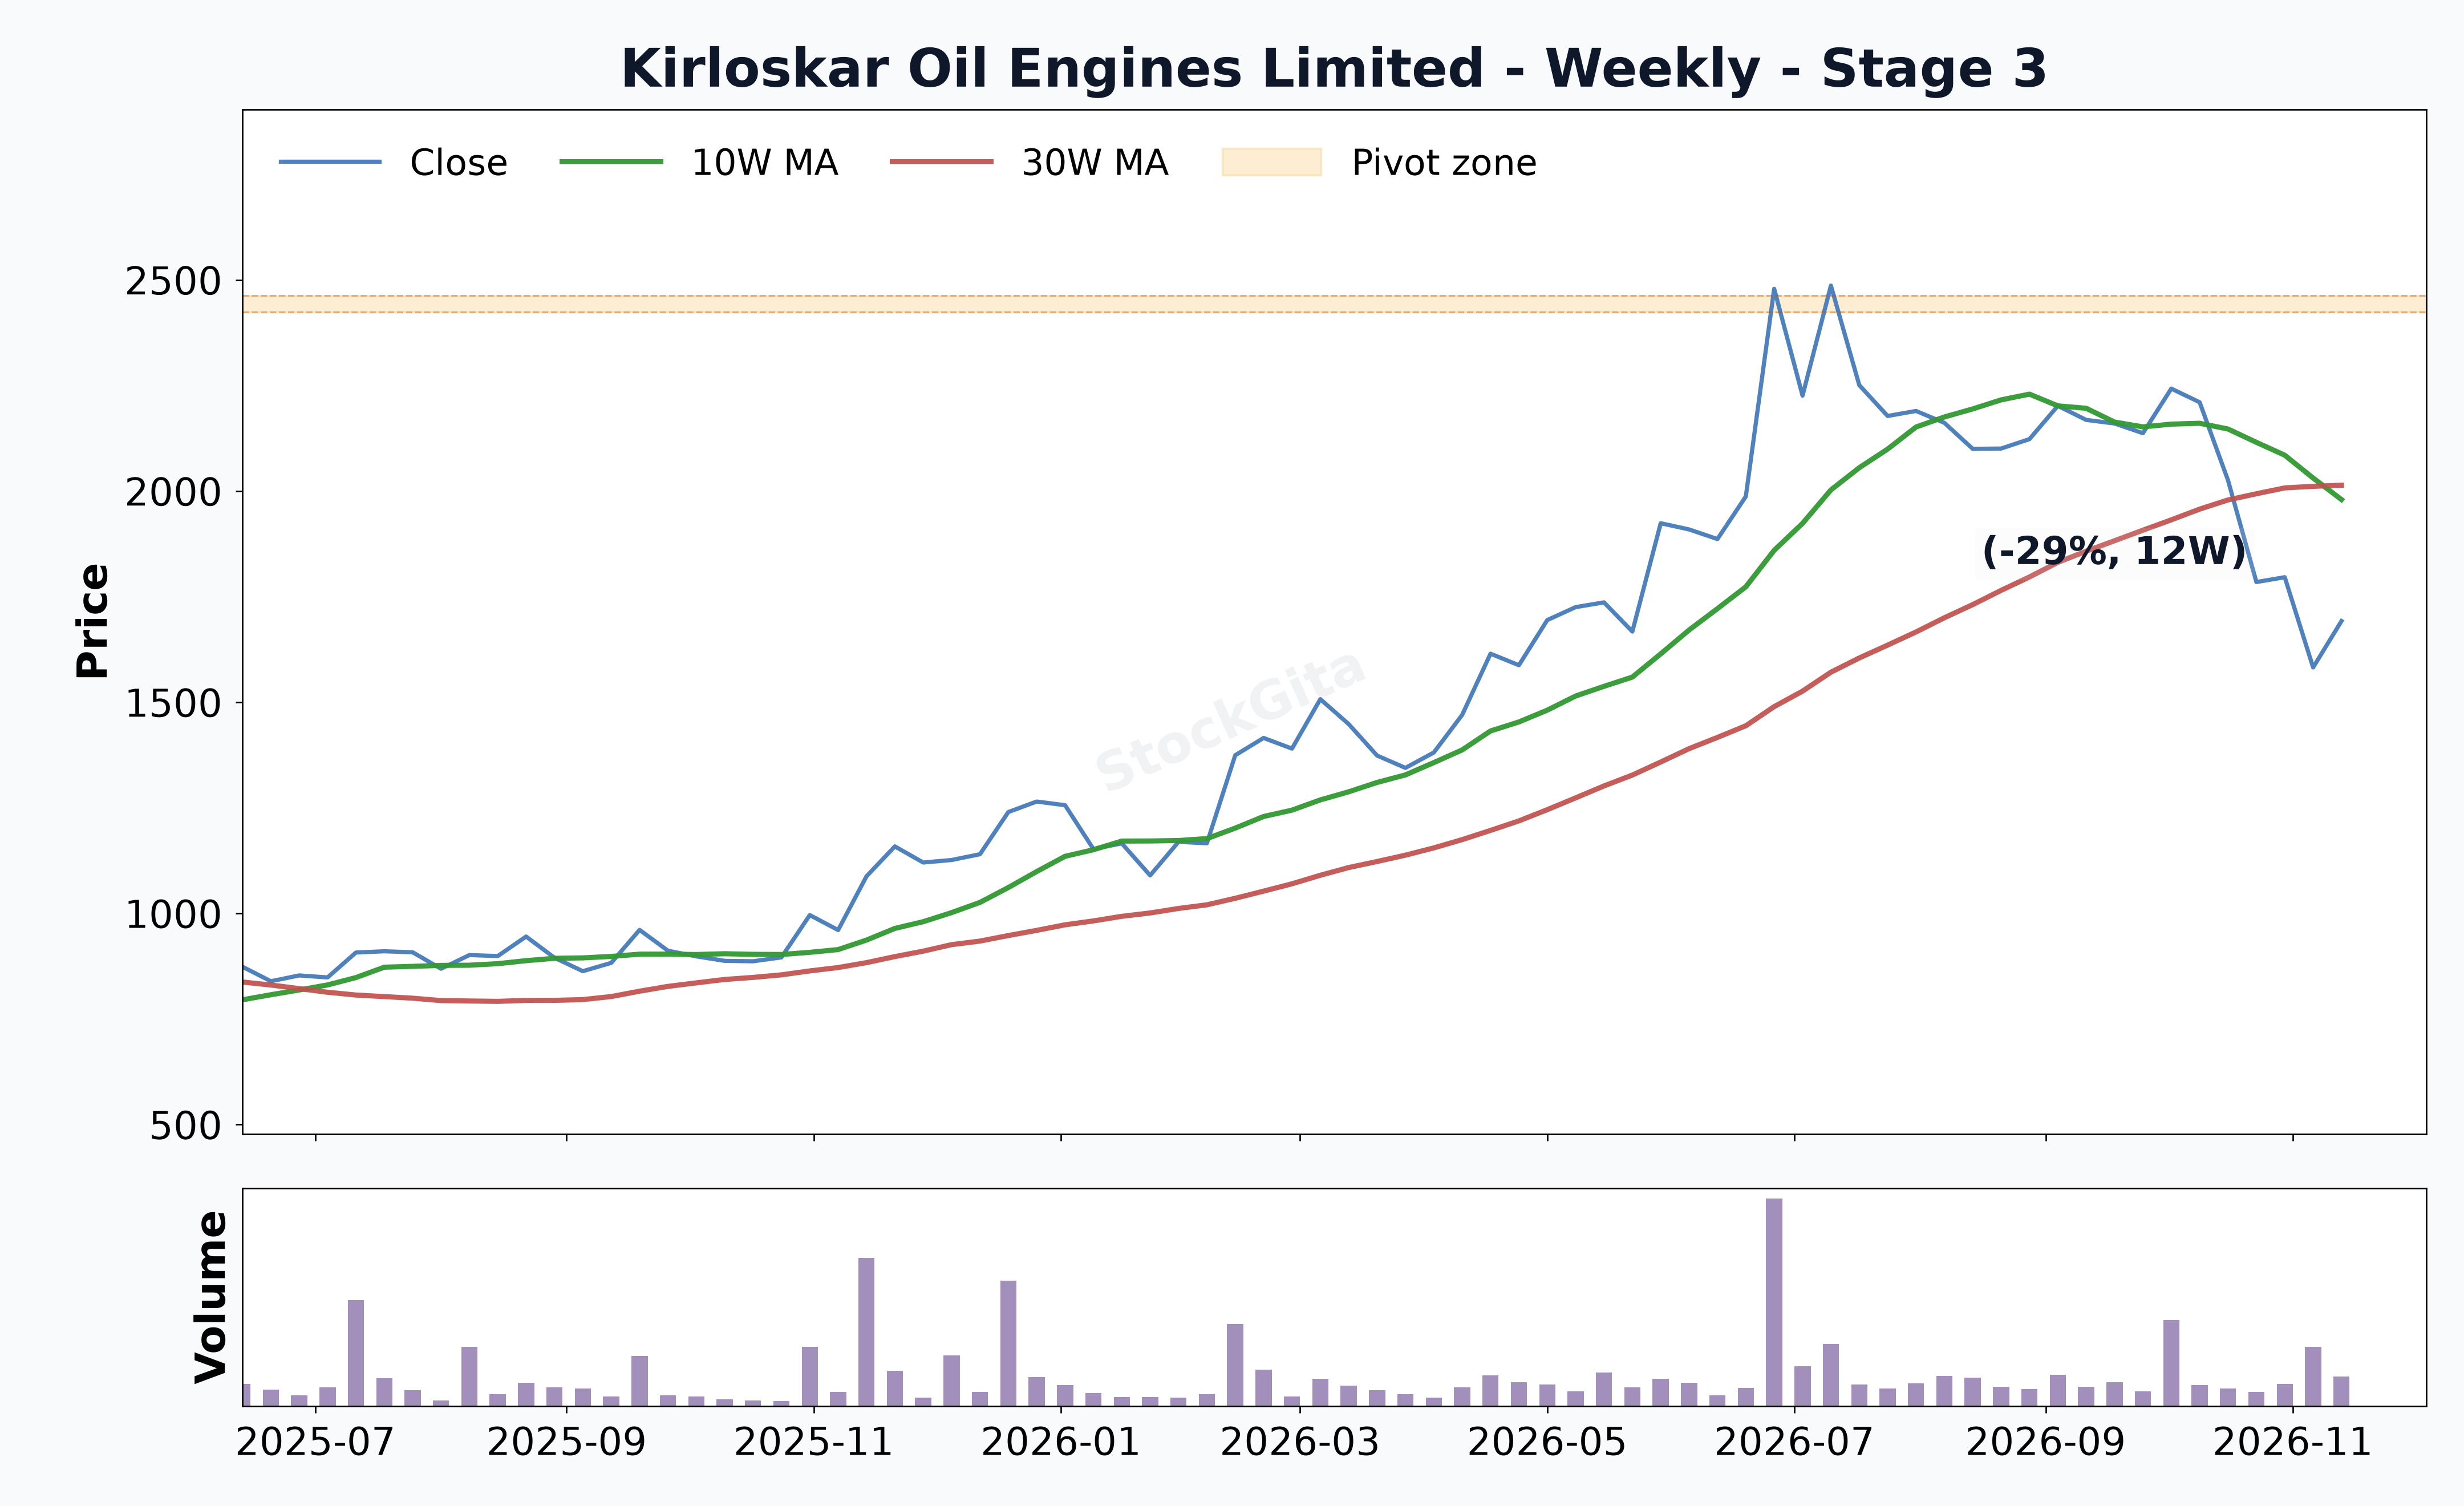 Kirloskar Oil Engines Limited - Weekly - Stage 3
Close 10W MA 30W MA Pivot zone
Price
2500
2000
1500
1000
500
(-29%, 12W)
StockGita
Volume
2025-07 2025-09 2025-11 2026-01 2026-03 2026-05 2026-07 2026-09 2026-11